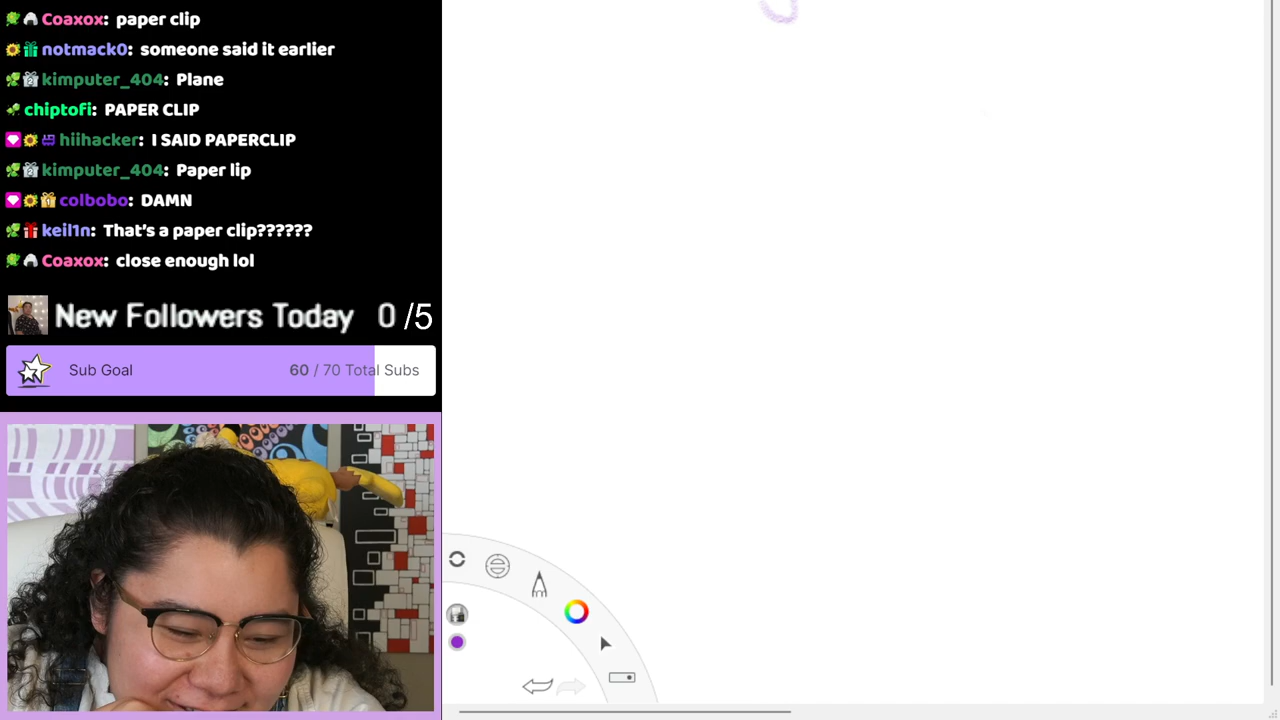 Coaxox: paper clip
notmack0: someone said it earlier
kimputer_404: Plane
chiptofi: PAPER CLIP
hiihacker: I SAID PAPERCLIP
kimputer_404: Paper lip
colbobo: DAMN
keil1n: That's a paper clip??????
Coaxox: close enough lol
New Followers Today 0 /5
Sub Goal 60 / 70 Total Subs